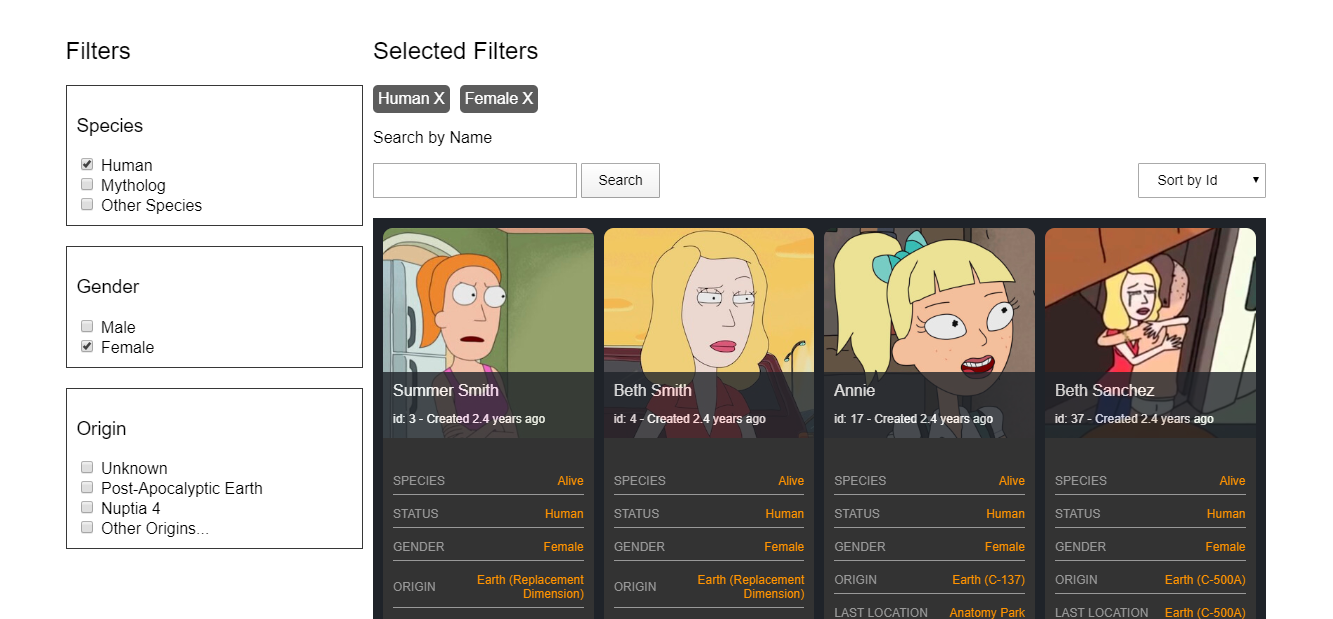 Filters
Species
Human
Mytholog
Other Species
Gender
Male
Female
Origin
Unknown
Post-Apocalyptic Earth
Nuptia 4
Other Origins...
Selected Filters
Human X Female X
Search by Name
Search
Sort by Id
Summer Smith
id: 3 - Created 2.4 years ago
SPECIES Alive
STATUS Human
GENDER Female
ORIGIN Earth (Replacement
Dimension)
Beth Smith
id: 4 - Created 2.4 years ago
SPECIES Alive
STATUS Human
GENDER Female
ORIGIN Earth (Replacement
Dimension)
Annie
id: 17 - Created 2.4 years ago
SPECIES Alive
STATUS Human
GENDER Female
ORIGIN Earth (C-137)
LAST LOCATION Anatomy Park
Beth Sanchez
id: 37 - Created 2.4 years ago
SPECIES Alive
STATUS Human
GENDER Female
ORIGIN Earth (C-500A)
LAST LOCATION Earth (C-500A)